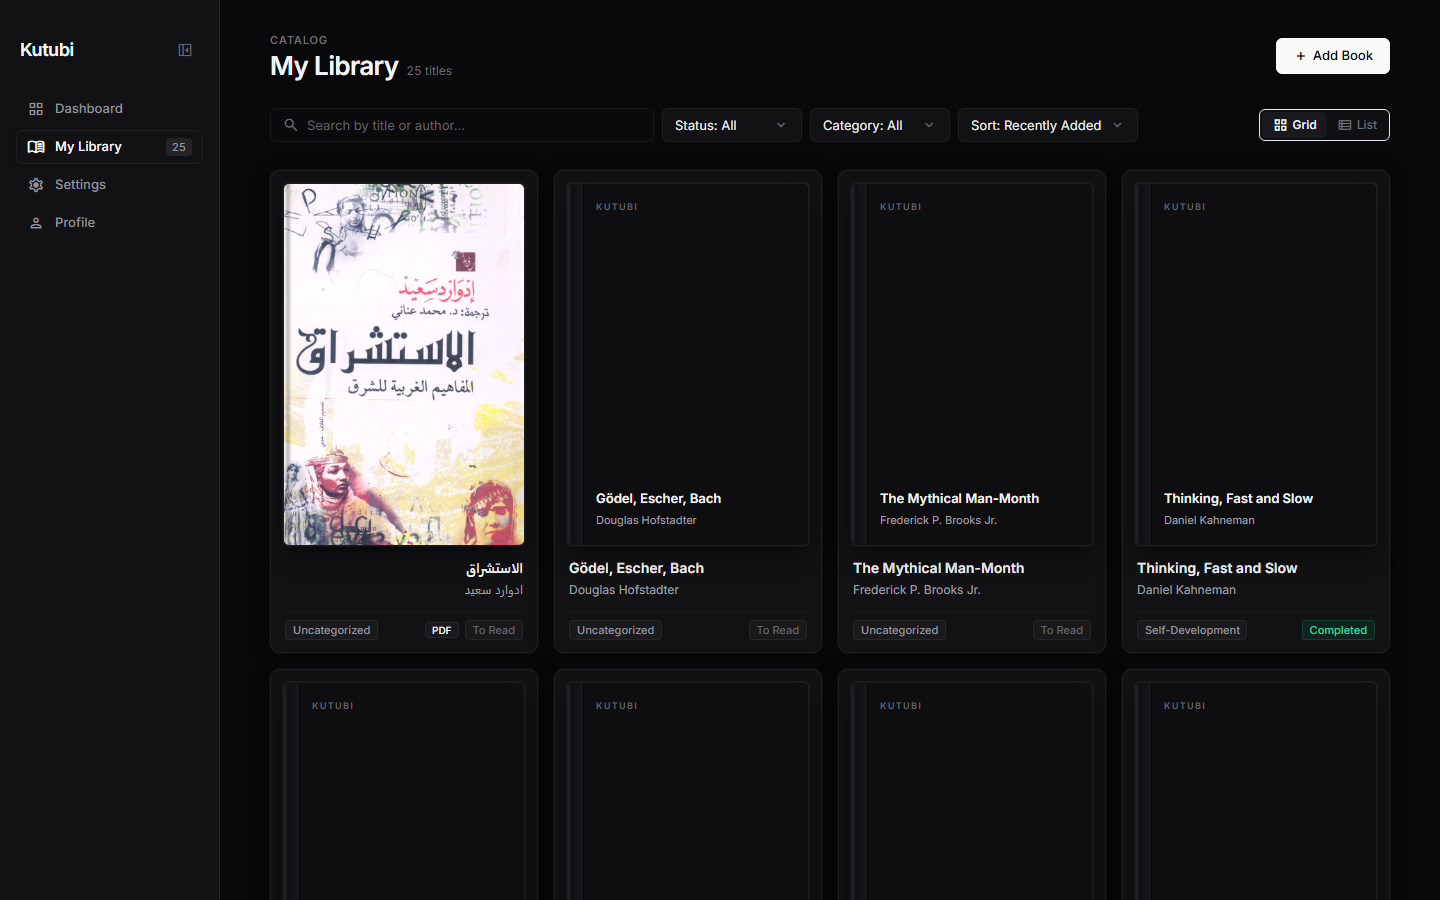 Kutubi
Dashboard
My Library 25
Settings
Profile
CATALOG
My Library 25 titles
+ Add Book
Search by title or author...
Status: All
Category: All
Sort: Recently Added
Grid
List
إدوارد سعيد
ترجمة: د. محمد عناني
الاستشراق
المفاهيم الغربية للشرق
الاستشراق
ادوارد سعيد
Uncategorized
PDF
To Read
KUTUBI
Gödel, Escher, Bach
Douglas Hofstadter
Gödel, Escher, Bach
Douglas Hofstadter
Uncategorized
To Read
KUTUBI
The Mythical Man-Month
Frederick P. Brooks Jr.
The Mythical Man-Month
Frederick P. Brooks Jr.
Uncategorized
To Read
KUTUBI
Thinking, Fast and Slow
Daniel Kahneman
Thinking, Fast and Slow
Daniel Kahneman
Self-Development
Completed
KUTUBI
KUTUBI
KUTUBI
KUTUBI